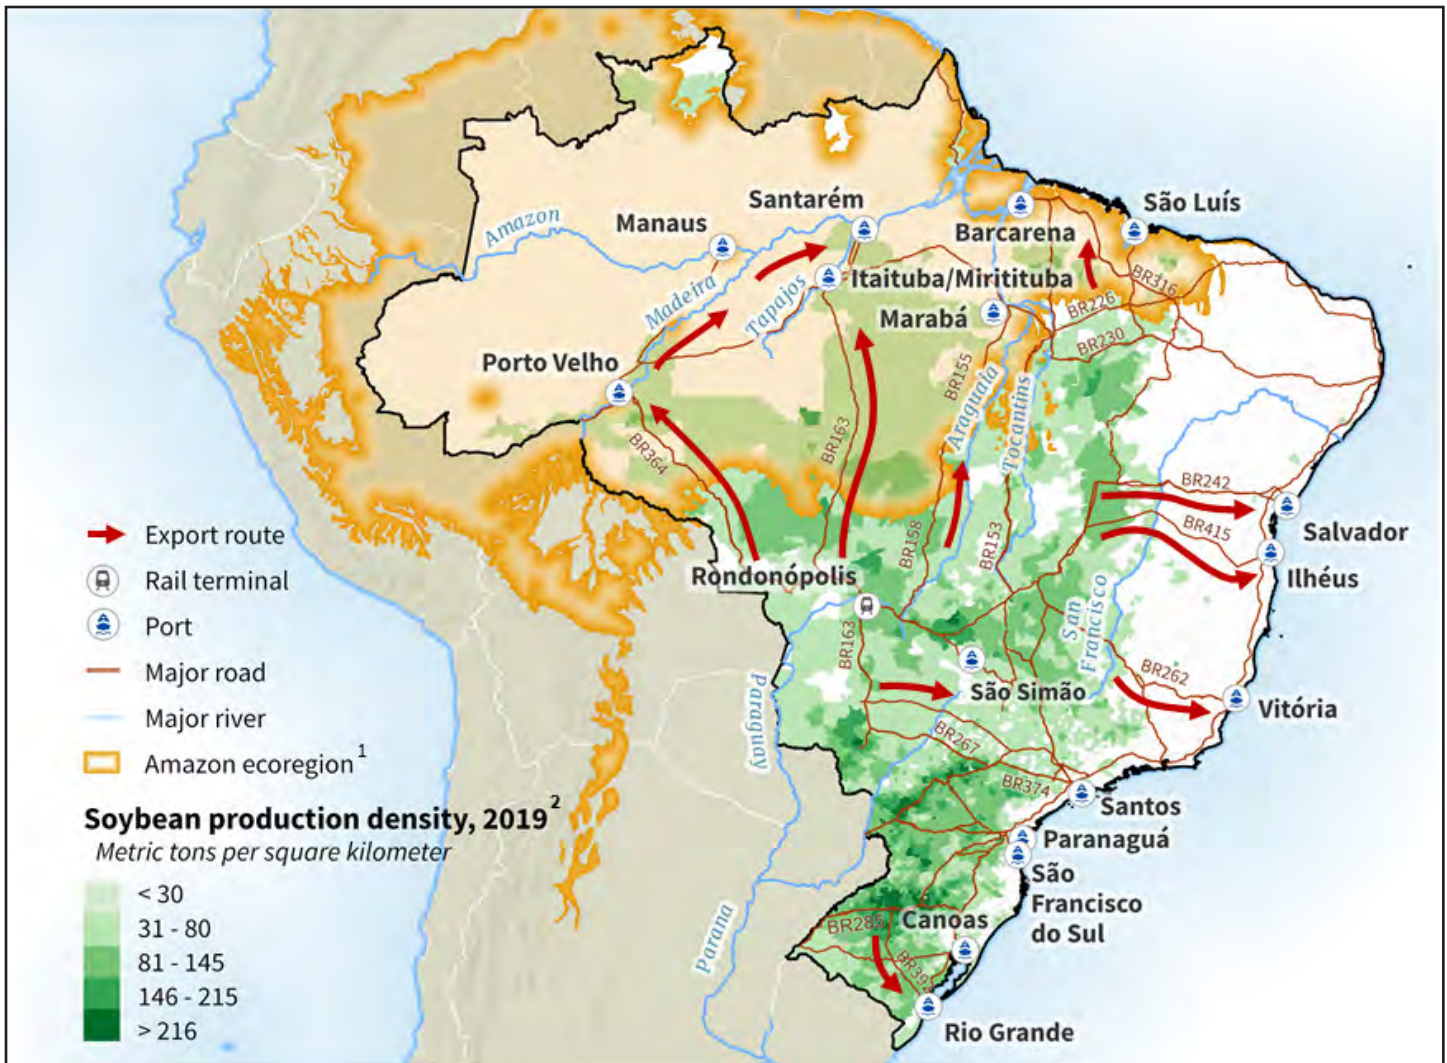 Santarém
São Luís
Manaus
Amazon
Barcarena
Itaituba/Miritituba
BR316
Madeira
Tapajos
Marabá
BR226
BR230
Porto Velho
BR155
Araguaia
Tocantins
BR364
BR163
BR242
Salvador
BR415
BR158
BR153
Ilhéus
Rondonópolis
San
Francisco
BR163
São Simão
BR262
Vitória
Paraguay
BR267
BR374
Santos
Paranaguá
São
Francisco
do Sul
Canoas
BR285
BR392
Parana
Rio Grande
Export route
Rail terminal
Port
Major road
Major river
Amazon ecoregion1
Soybean production density, 20192
Metric tons per square kilometer
< 30
31 - 80
81 - 145
146 - 215
> 216